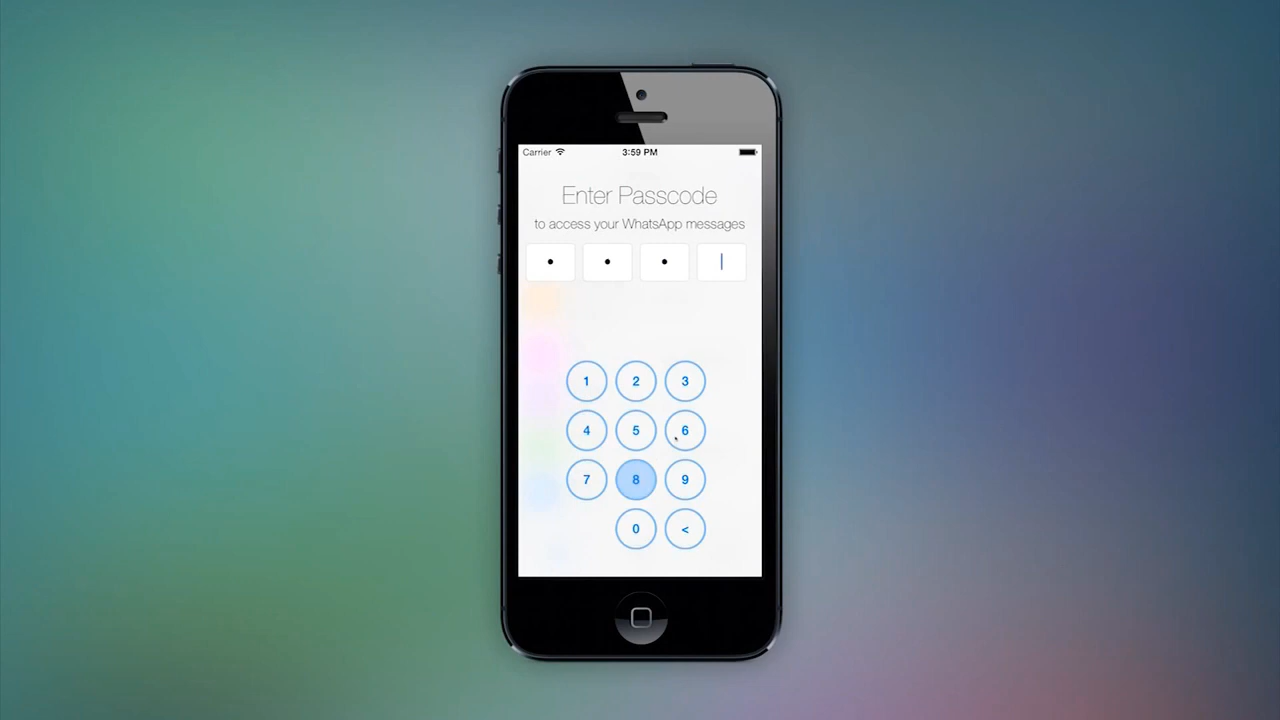 Carrier 3:59 PM
Enter Passcode
to access your WhatsApp messages
1 2 3
4 5 6
7 8 9
0 <